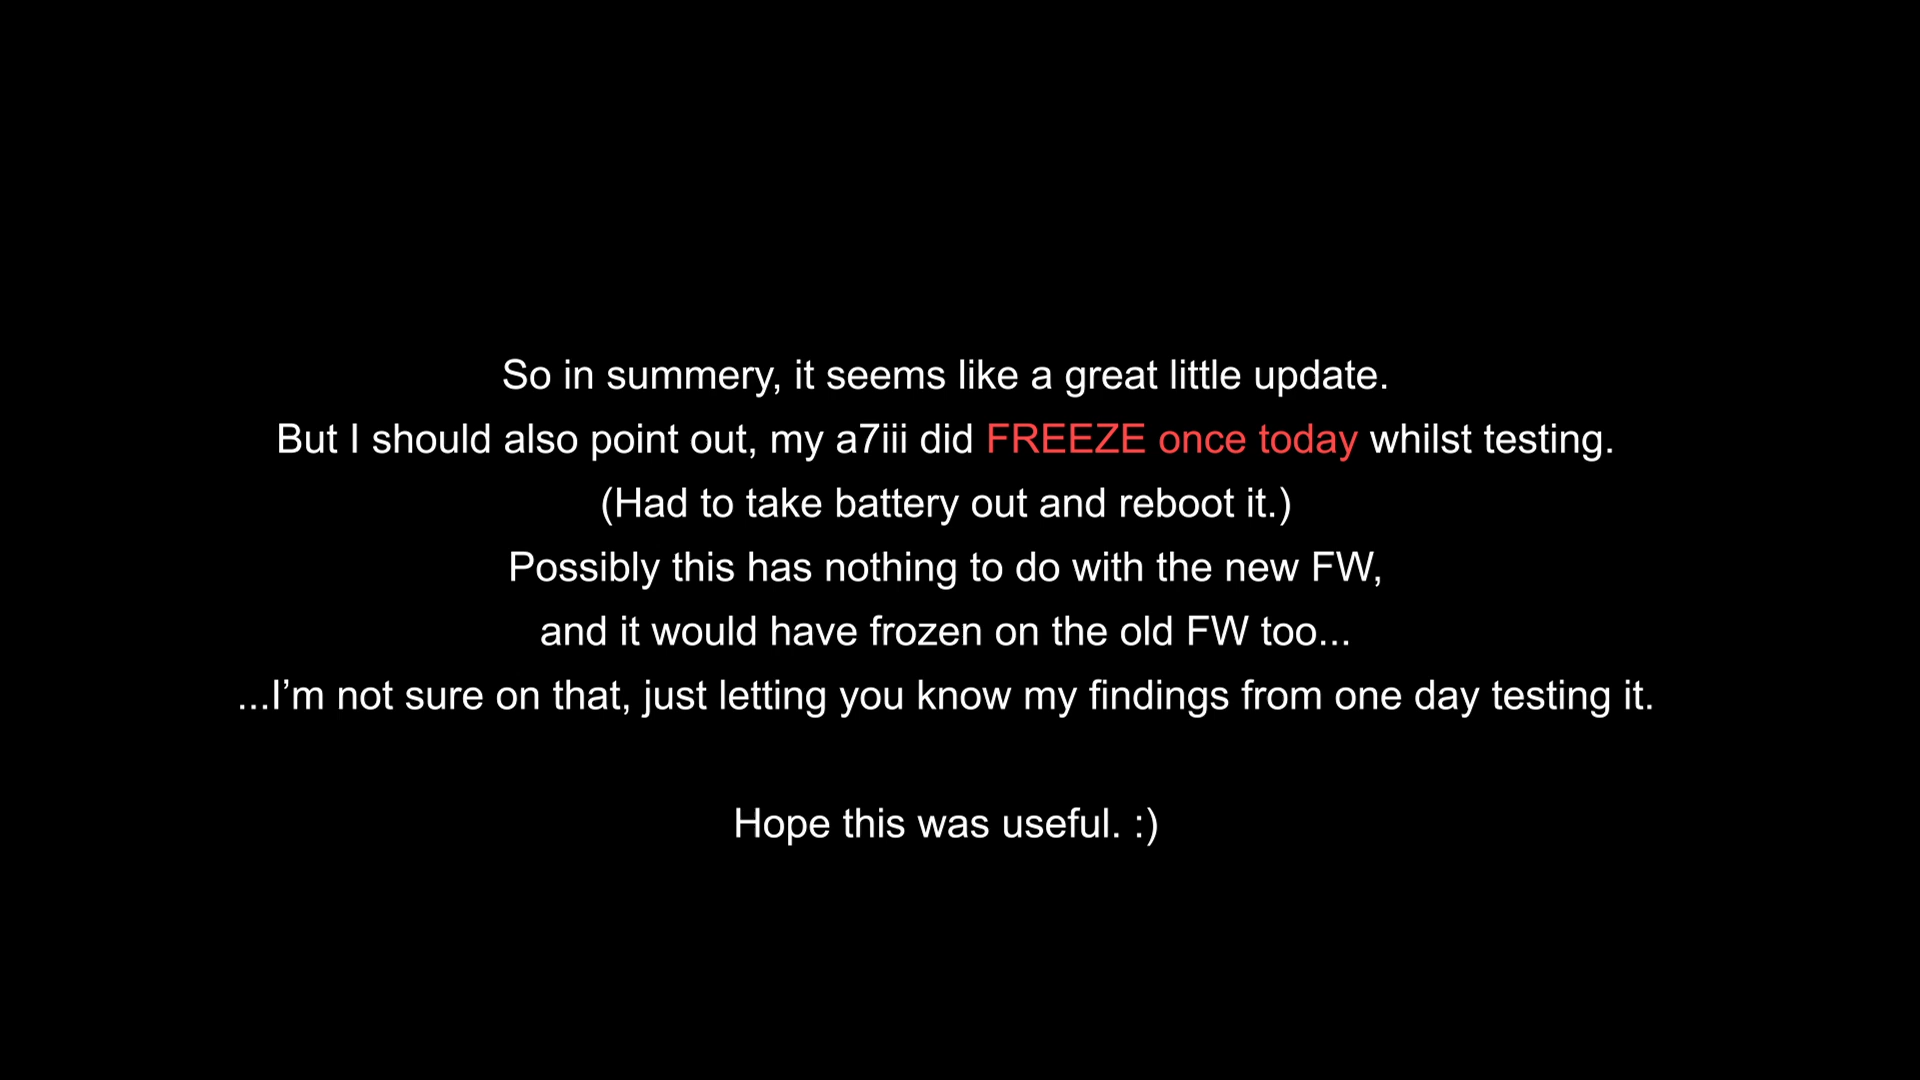 So in summery, it seems like a great little update.
But I should also point out, my a7iii did FREEZE once today whilst testing.
(Had to take battery out and reboot it.)
Possibly this has nothing to do with the new FW,
and it would have frozen on the old FW too...
...I’m not sure on that, just letting you know my findings from one day testing it.
Hope this was useful. :)